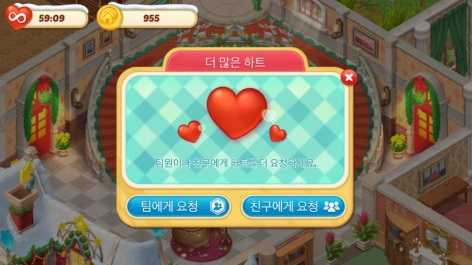 59:09
955
더 많은 하트
팀원이나 친구에게 하트를 더 요청하세요.
팀에게 요청
친구에게 요청